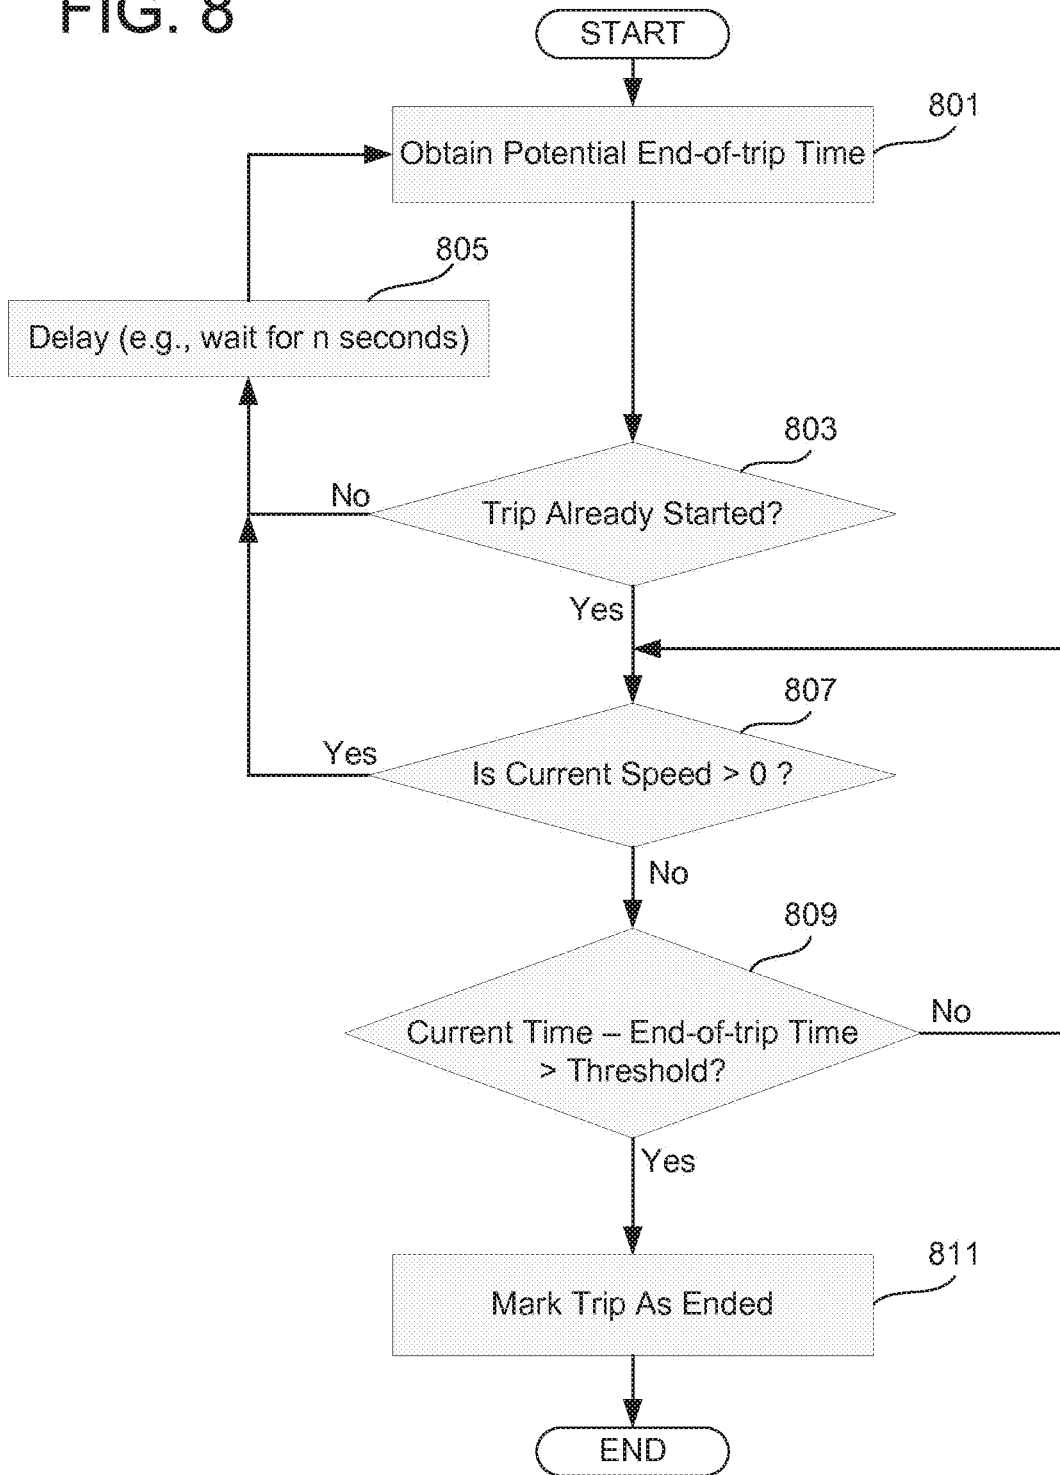 FIG. 8
START
801
Obtain Potential End-of-trip Time
805
Delay (e.g., wait for n seconds)
803
No
Trip Already Started?
Yes
807
Yes
Is Current Speed > 0 ?
No
809
Current Time – End-of-trip Time
> Threshold?
No
Yes
811
Mark Trip As Ended
END